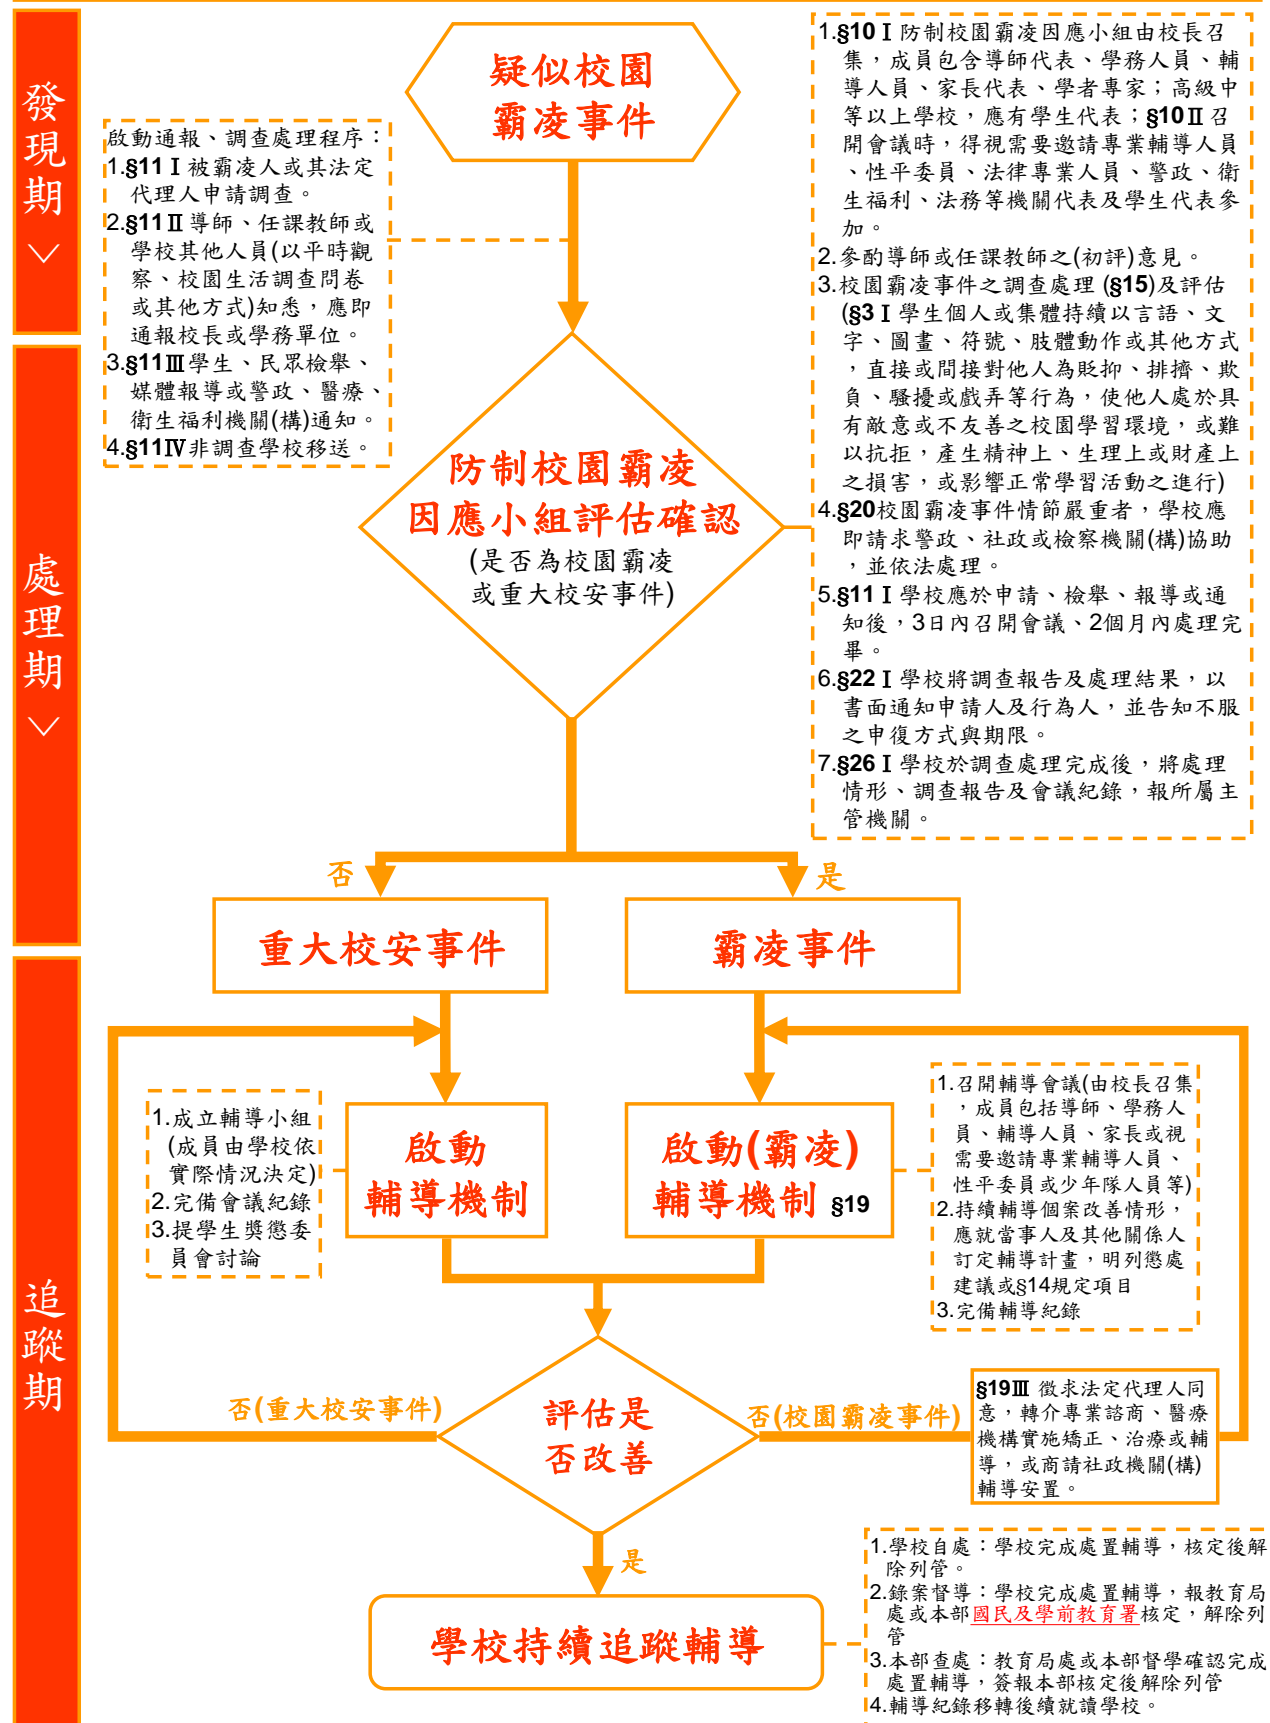 發現期
疑似校園
霸凌事件
啟動通報、調查處理程序：
1.§11Ⅰ被霸凌人或其法定
代理人申請調查。
2.§11Ⅱ導師、任課教師或
學校其他人員(以平時觀
察、校園生活調查問卷
或其他方式)知悉，應即
通報校長或學務單位。
3.§11Ⅲ學生、民眾檢舉、
媒體報導或警政、醫療、
衛生福利機關(構)通知。
4.§11Ⅳ非調查學校移送。
1.§10Ⅰ防制校園霸凌因應小組由校長召
集，成員包含導師代表、學務人員、輔
導人員、家長代表、學者專家；高級中
等以上學校，應有學生代表；§10Ⅱ召
開會議時，得視需要邀請專業輔導人員
、性平委員、法律專業人員、警政、衛
生福利、法務等機關代表及學生代表參
加。
2.參酌導師或任課教師之(初評)意見。
3.校園霸凌事件之調查處理 (§15)及評估
(§3Ⅰ學生個人或集體持續以言語、文
字、圖畫、符號、肢體動作或其他方式
，直接或間接對他人為貶抑、排擠、欺
負、騷擾或戲弄等行為，使他人處於具
有敵意或不友善之校園學習環境，或難
以抗拒，產生精神上、生理上或財產上
之損害，或影響正常學習活動之進行)
4.§20校園霸凌事件情節嚴重者，學校應
即請求警政、社政或檢察機關(構)協助
，並依法處理。
5.§11Ⅰ學校應於申請、檢舉、報導或通
知後，3日內召開會議、2個月內處理完
畢。
6.§22Ⅰ學校將調查報告及處理結果，以
書面通知申請人及行為人，並告知不服
之申復方式與期限。
7.§26Ⅰ學校於調查處理完成後，將處理
情形、調查報告及會議紀錄，報所屬主
管機關。
處理期
防制校園霸凌
因應小組評估確認
(是否為校園霸凌
或重大校安事件)
否
是
重大校安事件
霸凌事件
追蹤期
1.成立輔導小組
(成員由學校依
實際情況決定)
2.完備會議紀錄
3.提學生獎懲委
員會討論
啟動
輔導機制
啟動(霸凌)
輔導機制 §19
1.召開輔導會議(由校長召集
，成員包括導師、學務人
員、輔導人員、家長或視
需要邀請專業輔導人員、
性平委員或少年隊人員等)
2.持續輔導個案改善情形，
應就當事人及其他關係人
訂定輔導計畫，明列懲處
建議或§14規定項目
3.完備輔導紀錄
否(重大校安事件)
評估是
否改善
否(校園霸凌事件)
§19Ⅲ 徵求法定代理人同
意，轉介專業諮商、醫療
機構實施矯正、治療或輔
導，或商請社政機關(構)
輔導安置。
是
學校持續追蹤輔導
1.學校自處：學校完成處置輔導，核定後解
除列管。
2.錄案督導：學校完成處置輔導，報教育局
處或本部國民及學前教育署核定，解除列
管
3.本部查處：教育局處或本部督學確認完成
處置輔導，簽報本部核定後解除列管
4.輔導紀錄移轉後續就讀學校。